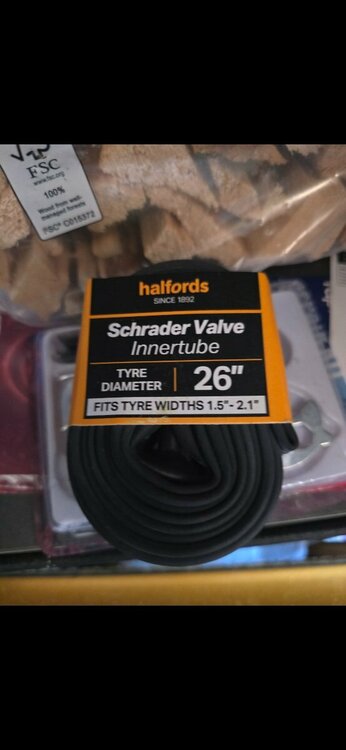 FSC
www.fsc.org
100%
Wood from well-
managed forests
FSC® C015372
halfords
SINCE 1892
Schrader Valve
Innertube
TYRE
DIAMETER
26"
FITS TYRE WIDTHS 1.5"- 2.1"